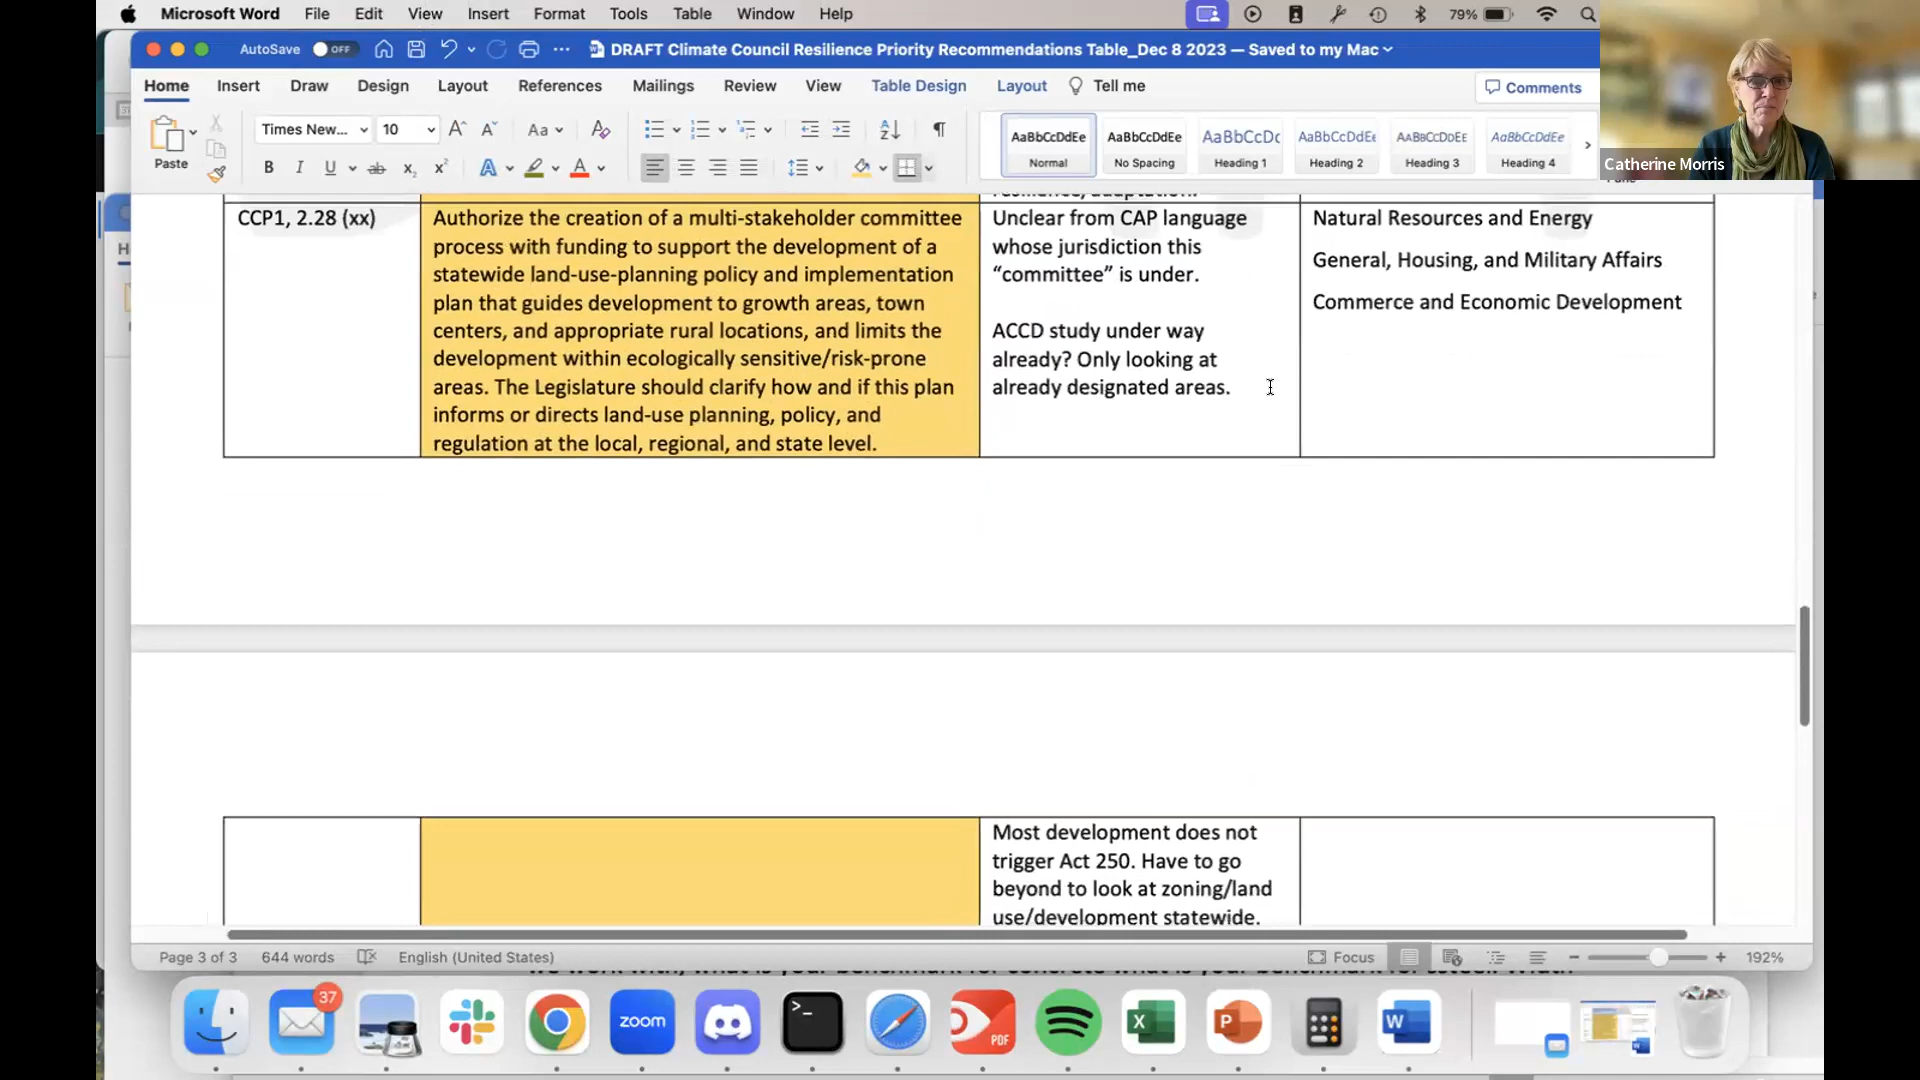 Microsoft Word File Edit View Insert Format Tools Table Window Help 79%
AutoSave OFF DRAFT Climate Council Resilience Priority Recommendations Table_Dec 8 2023 — Saved to my Mac
Home Insert Draw Design Layout References Mailings Review View Table Design Layout Tell me Comments
Paste Times New... 10 Aa
AaBbCcDdEe AaBbCcDdEe AaBbCcDc AaBbCcDdEe AaBbCcDdEe AaBbCcDdEe
Normal No Spacing Heading 1 Heading 2 Heading 3 Heading 4
Catherine Morris
CCP1, 2.28 (xx)
Authorize the creation of a multi-stakeholder committee
process with funding to support the development of a
statewide land-use-planning policy and implementation
plan that guides development to growth areas, town
centers, and appropriate rural locations, and limits the
development within ecologically sensitive/risk-prone
areas. The Legislature should clarify how and if this plan
informs or directs land-use planning, policy, and
regulation at the local, regional, and state level.
Unclear from CAP language
whose jurisdiction this
“committee” is under.
ACCD study under way
already? Only looking at
already designated areas.
Natural Resources and Energy
General, Housing, and Military Affairs
Commerce and Economic Development
Most development does not
trigger Act 250. Have to go
beyond to look at zoning/land
use/development statewide.
Page 3 of 3 644 words English (United States) Focus 192%
37
zoom
PDF